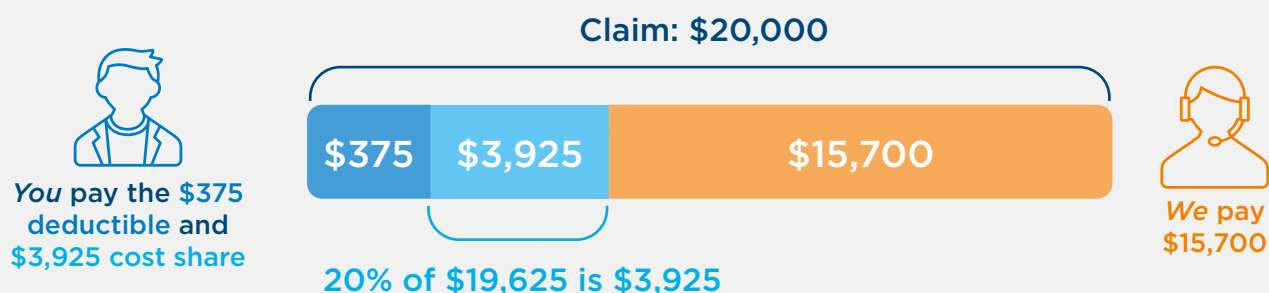 Claim: $20,000
$375
$3,925
$15,700
You pay the $375
deductible and
$3,925 cost share
We pay
$15,700
20% of $19,625 is $3,925